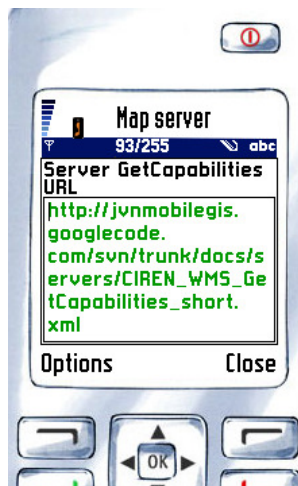 Map server
93/255 abc
Server GetCapabilities
URL
http://jvnmobilegis.
googlecode.
com/svn/trunk/docs/s
ervers/CIREN_WMS_Ge
tCapabilities_short.
xml
Options Close
OK